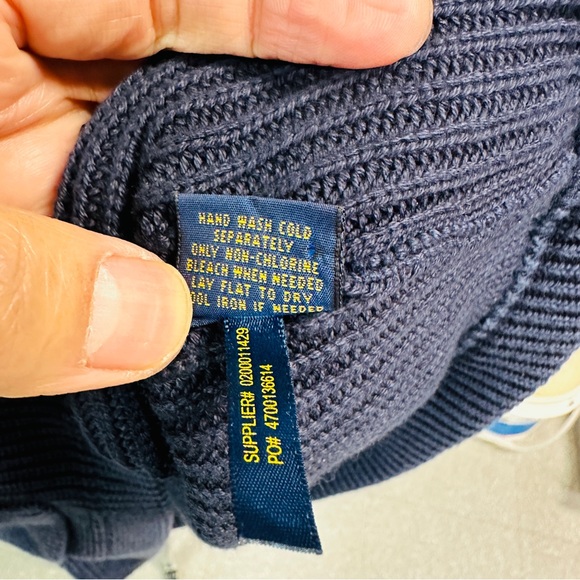 HAND WASH COLD
SEPARATELY
ONLY NON-CHLORINE
BLEACH WHEN NEEDED
LAY FLAT TO DRY
OOL IRON IF NEEDED
SUPPLIER# 0200011429
PO# 4700136614